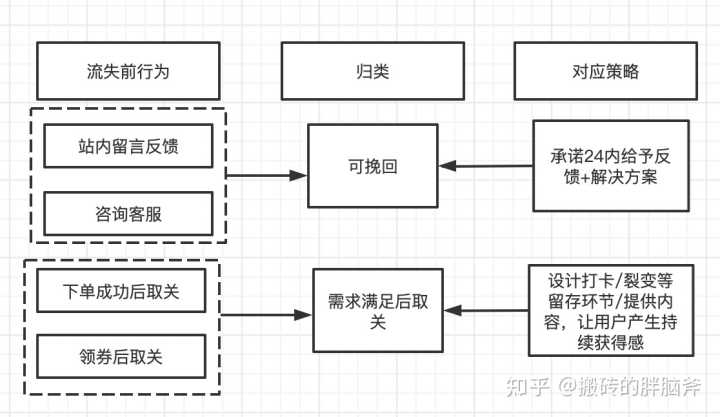 流失前行为
归类
对应策略
站内留言反馈
咨询客服
可挽回
承诺24内给予反
馈+解决方案
下单成功后取关
领券后取关
需求满足后取
关
设计打卡/裂变等
留存环节/提供内
容，让用户产生持
续获得感
知乎 @搬砖的胖脑斧